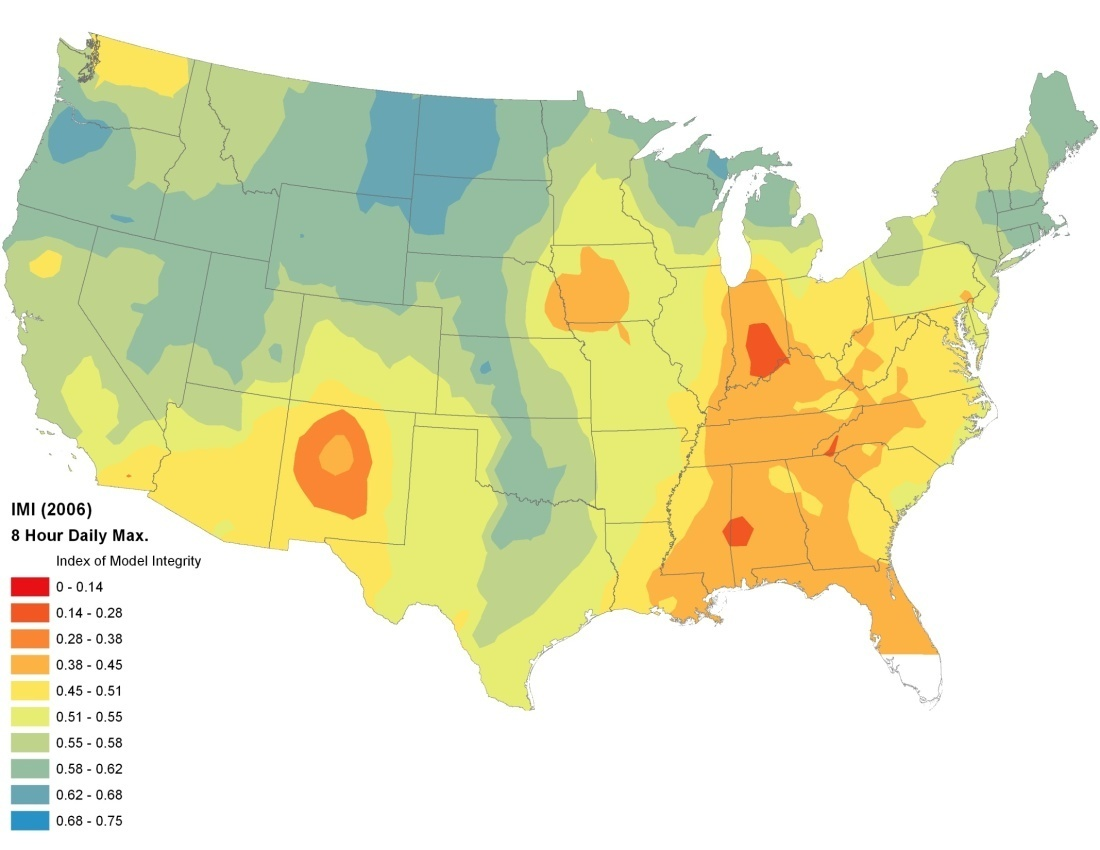 IMI (2006)
8 Hour Daily Max.
Index of Model Integrity
0 - 0.14
0.14 - 0.28
0.28 - 0.38
0.38 - 0.45
0.45 - 0.51
0.51 - 0.55
0.55 - 0.58
0.58 - 0.62
0.62 - 0.68
0.68 - 0.75